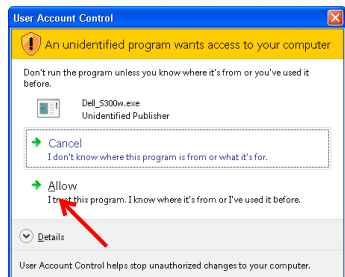 User Account Control
An unidentified program wants access to your computer
Don't run the program unless you know where it's from or you've used it
before.
Dell_S300w.exe
Unidentified Publisher
Cancel
I don't know where this program is from or what it's for.
Allow
I trust this program. I know where it's from or I've used it before.
Details
User Account Control helps stop unauthorized changes to your computer.